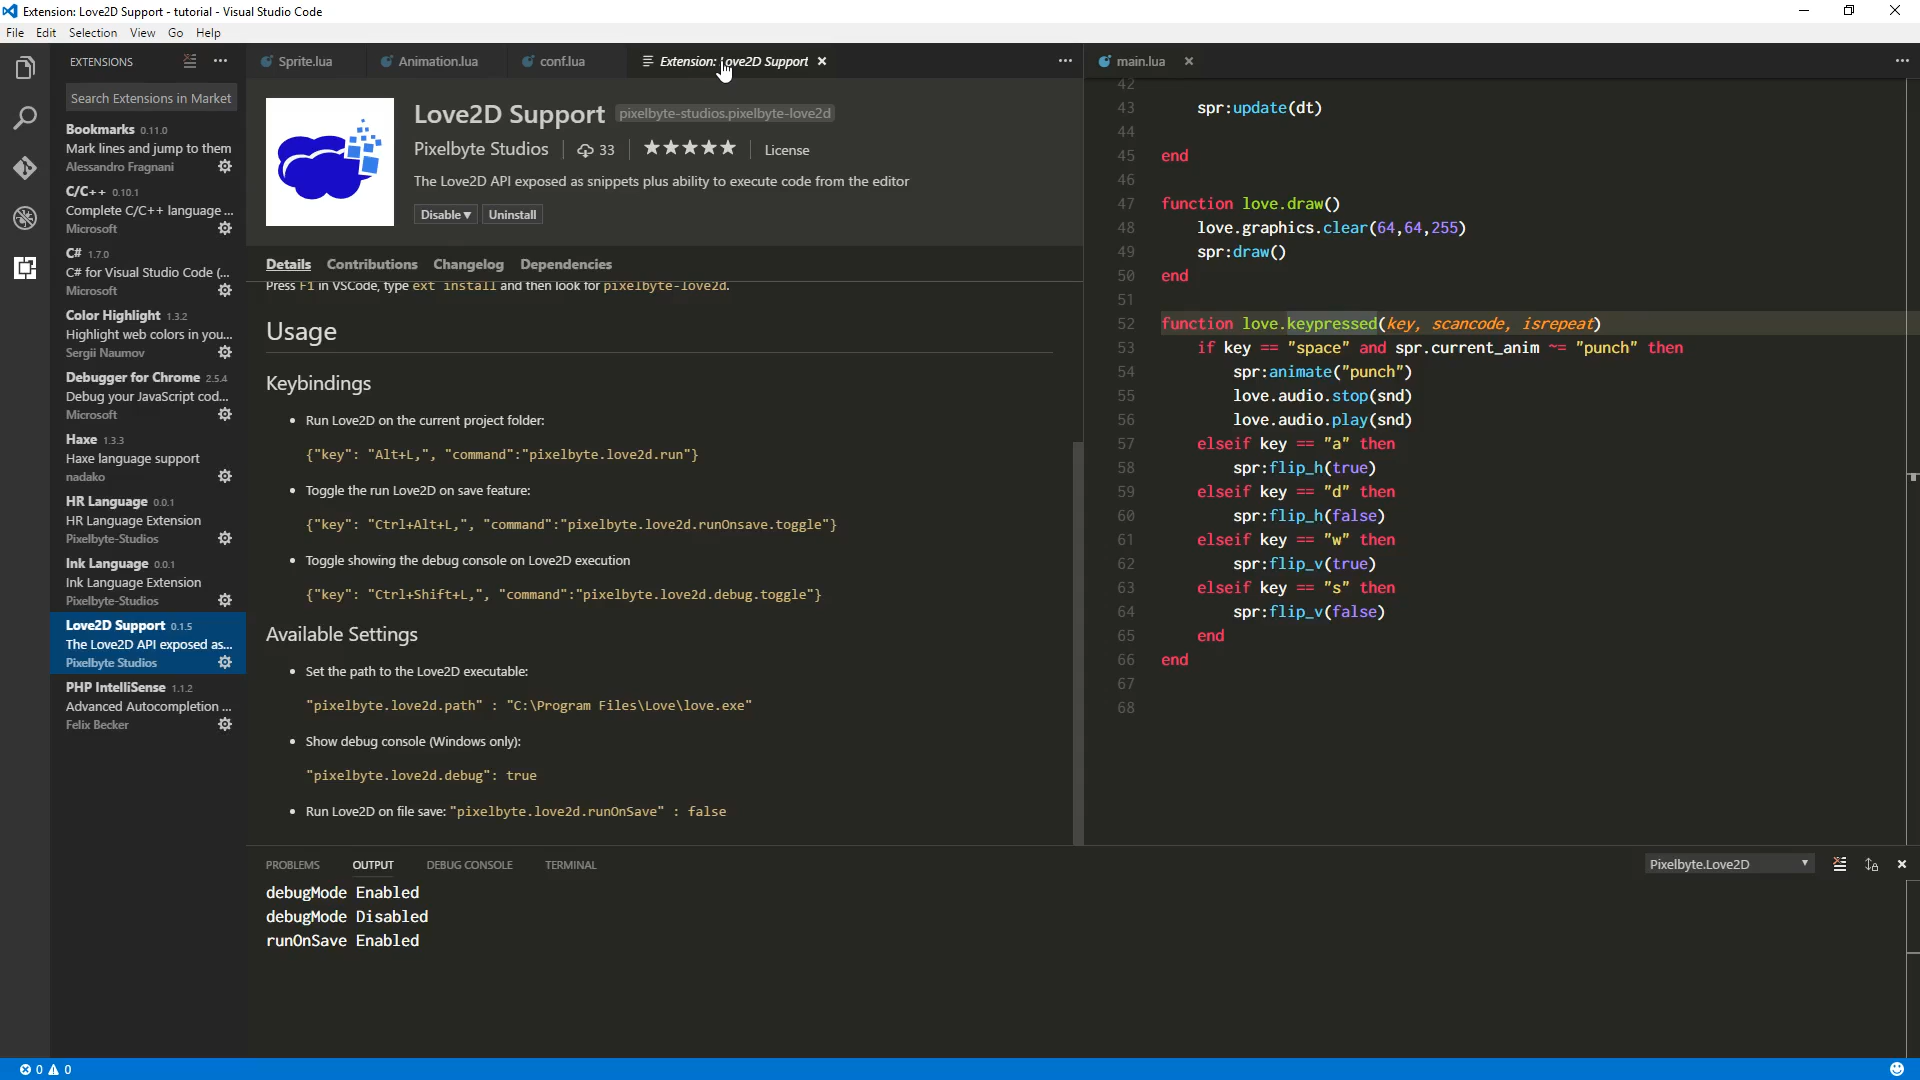 Extension: Love2D Support - tutorial - Visual Studio Code
File Edit Selection View Go Help
EXTENSIONS
Search Extensions in Market
Bookmarks 0.11.0
Mark lines and jump to them
Alessandro Fragnani
C/C++ 0.10.1
Complete C/C++ language ...
Microsoft
C# 1.7.0
C# for Visual Studio Code (...
Microsoft
Color Highlight 1.3.2
Highlight web colors in you...
Sergii Naumov
Debugger for Chrome 2.5.4
Debug your JavaScript cod...
Microsoft
Haxe 1.3.3
Haxe language support
nadako
HR Language 0.0.1
HR Language Extension
Pixelbyte-Studios
Ink Language 0.0.1
Ink Language Extension
Pixelbyte-Studios
Love2D Support 0.1.5
The Love2D API exposed as...
Pixelbyte Studios
PHP IntelliSense 1.1.2
Advanced Autocompletion ...
Felix Becker
Sprite.lua Animation.lua conf.lua Extension: Love2D Support
Love2D Support pixelbyte-studios.pixelbyte-love2d
Pixelbyte Studios 33 License
The Love2D API exposed as snippets plus ability to execute code from the editor
Disable Uninstall
Details Contributions Changelog Dependencies
Press F1 in VSCode, type ext install and then look for pixelbyte-love2d.
Usage
Keybindings
Run Love2D on the current project folder:
{"key": "Alt+L,", "command":"pixelbyte.love2d.run"}
Toggle the run Love2D on save feature:
{"key": "Ctrl+Alt+L,", "command":"pixelbyte.love2d.runOnsave.toggle"}
Toggle showing the debug console on Love2D execution
{"key": "Ctrl+Shift+L,", "command":"pixelbyte.love2d.debug.toggle"}
Available Settings
Set the path to the Love2D executable:
"pixelbyte.love2d.path" : "C:\Program Files\Love\love.exe"
Show debug console (Windows only):
"pixelbyte.love2d.debug": true
Run Love2D on file save: "pixelbyte.love2d.runOnSave" : false
main.lua
42
43 spr:update(dt)
44
45 end
46
47 function love.draw()
48 love.graphics.clear(64,64,255)
49 spr:draw()
50 end
51
52 function love.keypressed(key, scancode, isrepeat)
53 if key == "space" and spr.current_anim ~= "punch" then
54 spr:animate("punch")
55 love.audio.stop(snd)
56 love.audio.play(snd)
57 elseif key == "a" then
58 spr:flip_h(true)
59 elseif key == "d" then
60 spr:flip_h(false)
61 elseif key == "w" then
62 spr:flip_v(true)
63 elseif key == "s" then
64 spr:flip_v(false)
65 end
66 end
67
68
PROBLEMS OUTPUT DEBUG CONSOLE TERMINAL Pixelbyte.Love2D
debugMode Enabled
debugMode Disabled
runOnSave Enabled
0 0